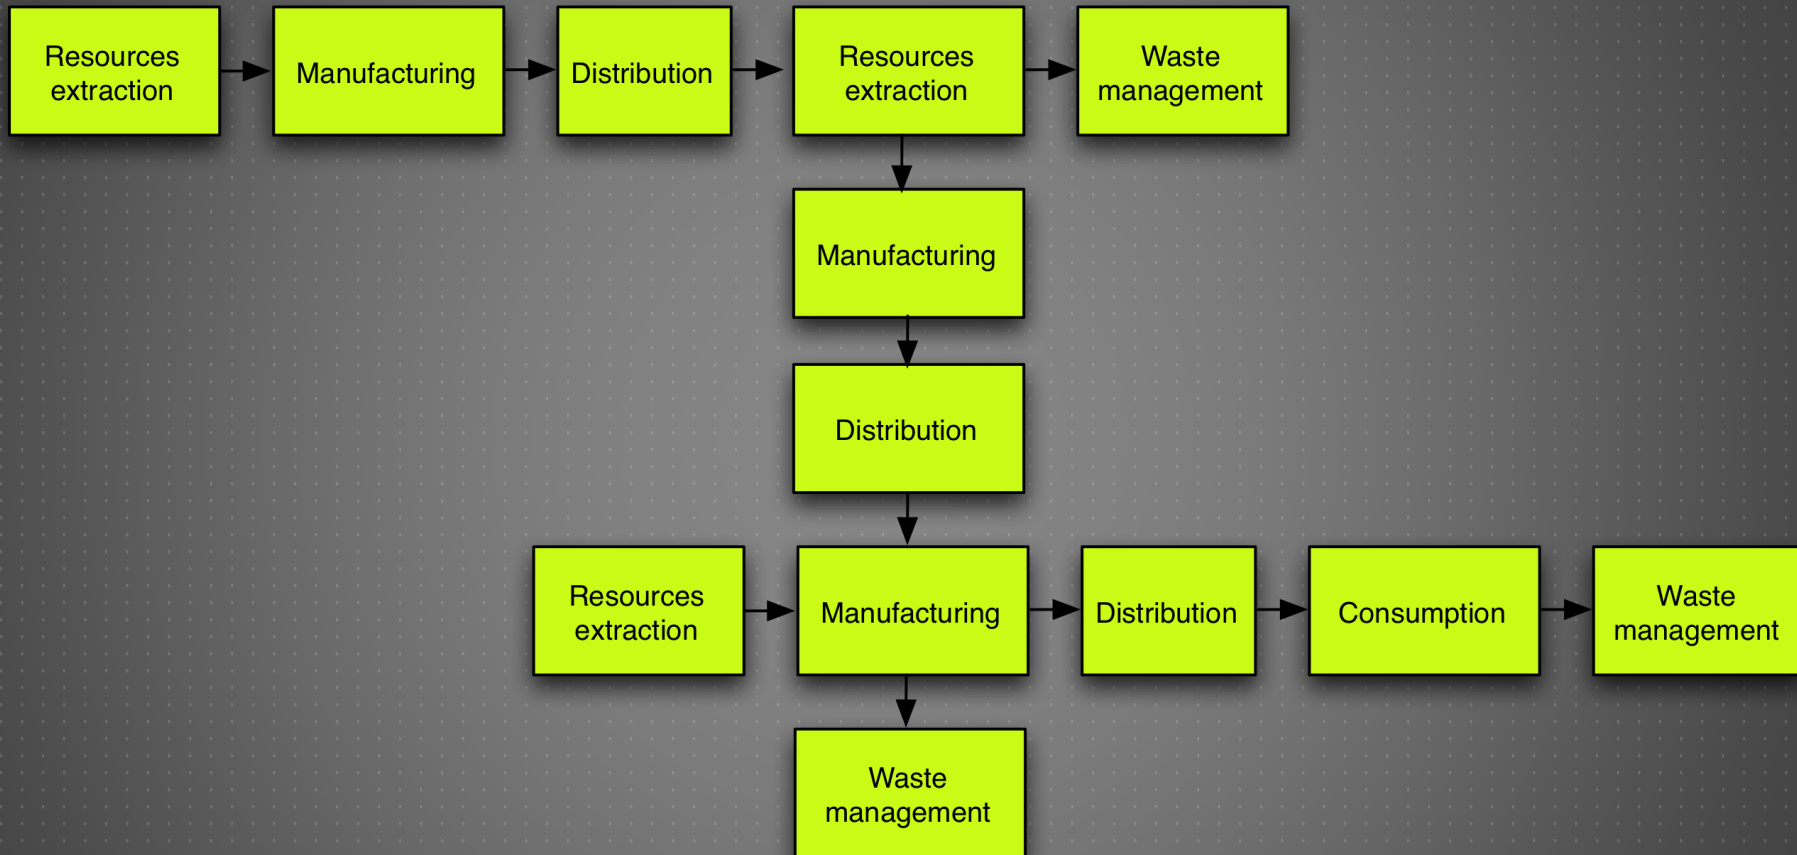 Resources
extraction
Manufacturing
Distribution
Resources
extraction
Waste
management
Manufacturing
Distribution
Resources
extraction
Manufacturing
Distribution
Consumption
Waste
management
Waste
management